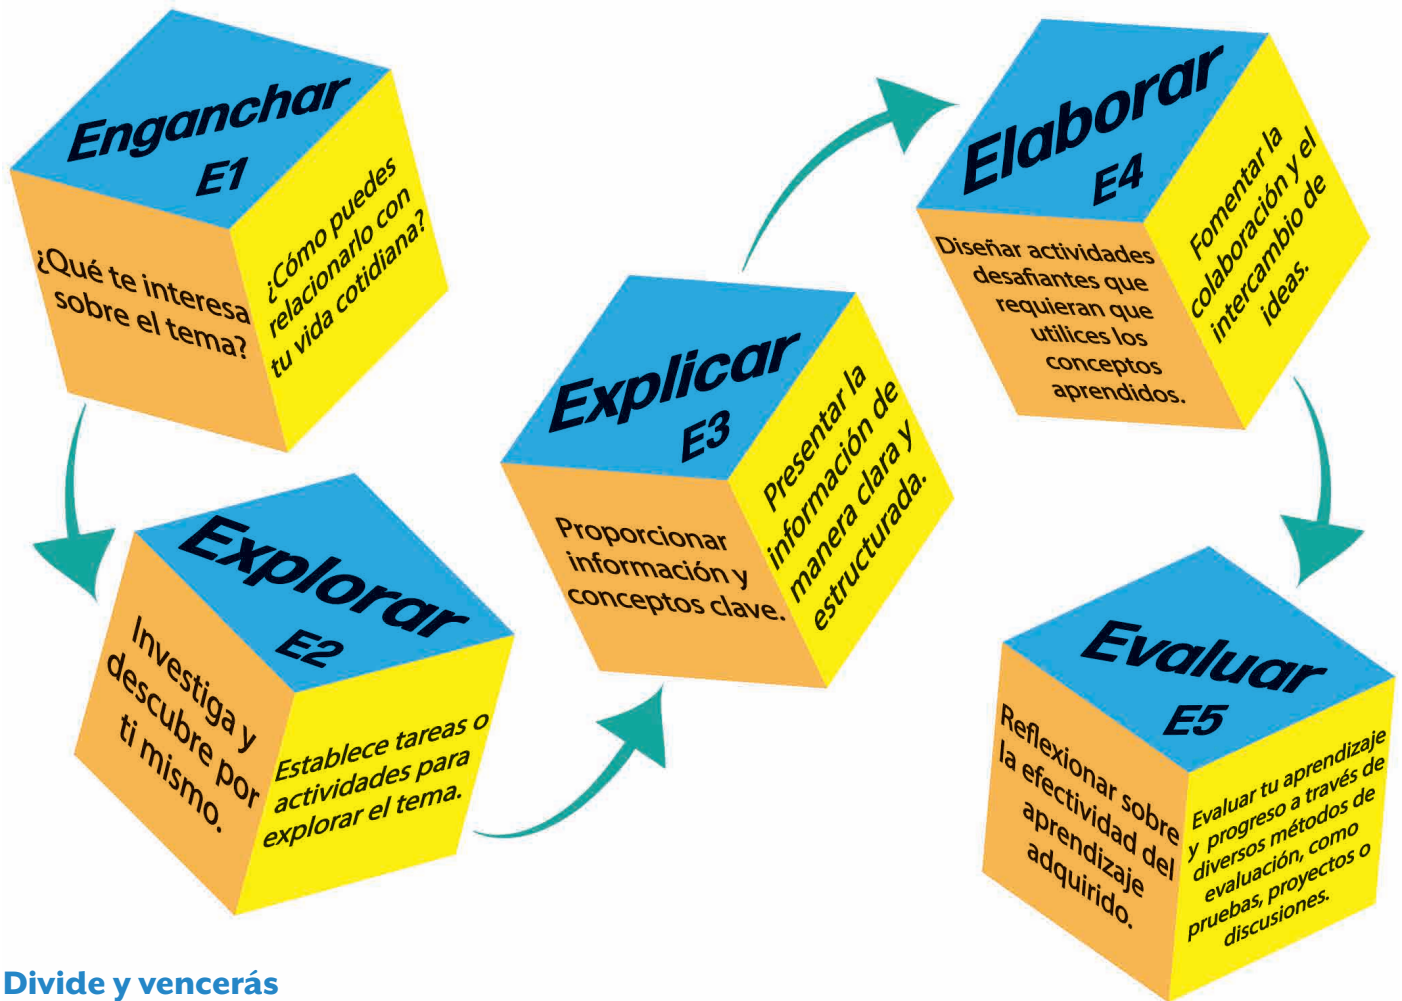 Enganchar
E1
¿Qué te interesa
sobre el tema?
¿Cómo puedes
relacionarlo con
tu vida cotidiana?
Explorar
E2
Investiga y
descubre por
ti mismo.
Establece tareas o
actividades para
explorar el tema.
Explicar
E3
Proporcionar
información y
conceptos clave.
Presentar la
información de
manera clara y
estructurada.
Elaborar
E4
Diseñar actividades
desafiantes que
requieran que
utilices los
conceptos
aprendidos.
Fomentar la
colaboración y el
intercambio de
ideas.
Evaluar
E5
Reflexionar sobre
la efectividad del
aprendizaje
adquirido.
Evaluar tu aprendizaje
y progreso a través de
diversos métodos de
evaluación, como
pruebas, proyectos o
discusiones.
Divide y vencerás